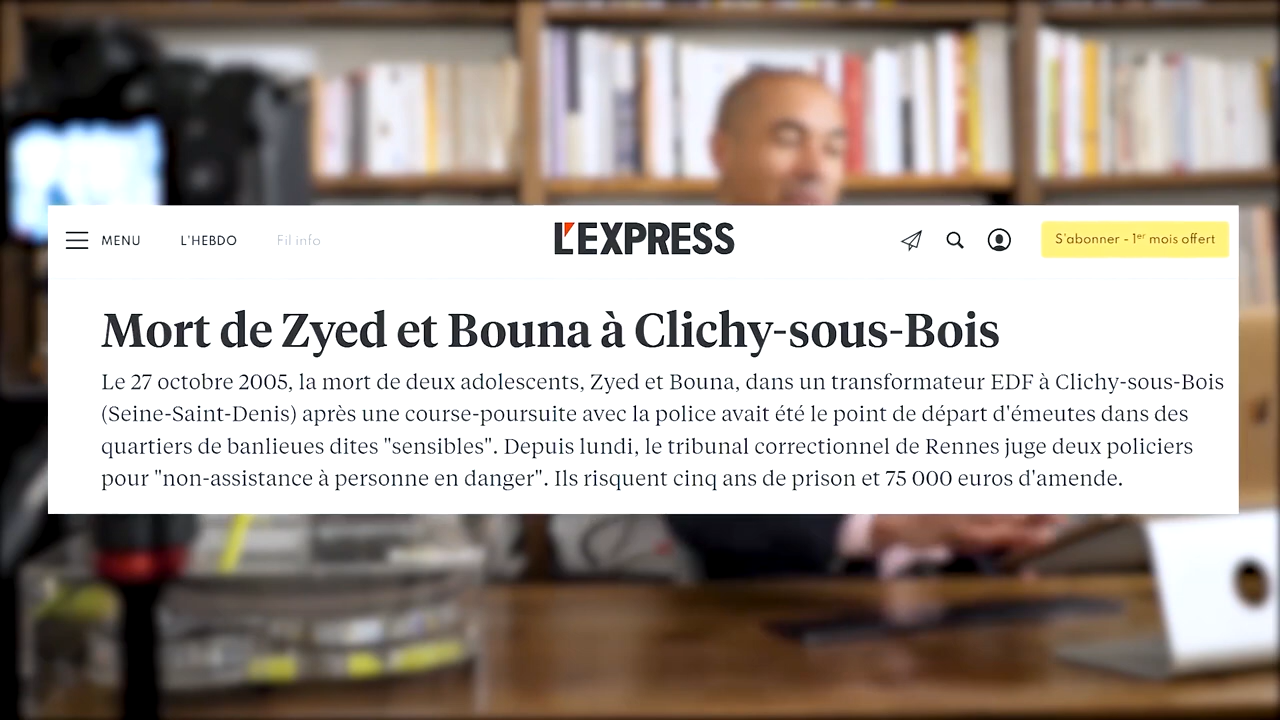 MENU
L'HEBDO
Fil info
L'EXPRESS
S'abonner - 1er mois offert
Mort de Zyed et Bouna à Clichy-sous-Bois
Le 27 octobre 2005, la mort de deux adolescents, Zyed et Bouna, dans un transformateur EDF à Clichy-sous-Bois
(Seine-Saint-Denis) après une course-poursuite avec la police avait été le point de départ d'émeutes dans des
quartiers de banlieues dites "sensibles". Depuis lundi, le tribunal correctionnel de Rennes juge deux policiers
pour "non-assistance à personne en danger". Ils risquent cinq ans de prison et 75 000 euros d'amende.